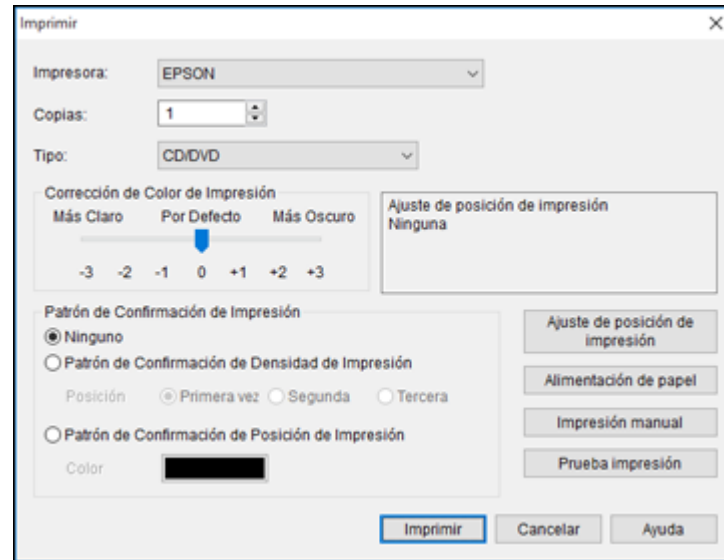 Imprimir
Impresora: EPSON
Copias: 1
Tipo: CD/DVD
Corrección de Color de Impresión
Más Claro Por Defecto Más Oscuro
-3 -2 -1 0 +1 +2 +3
Ajuste de posición de impresión
Ninguna
Patrón de Confirmación de Impresión
Ninguno
Patrón de Confirmación de Densidad de Impresión
Posición Primera vez Segunda Tercera
Patrón de Confirmación de Posición de Impresión
Color
Ajuste de posición de
impresión
Alimentación de papel
Impresión manual
Prueba impresión
Imprimir Cancelar Ayuda